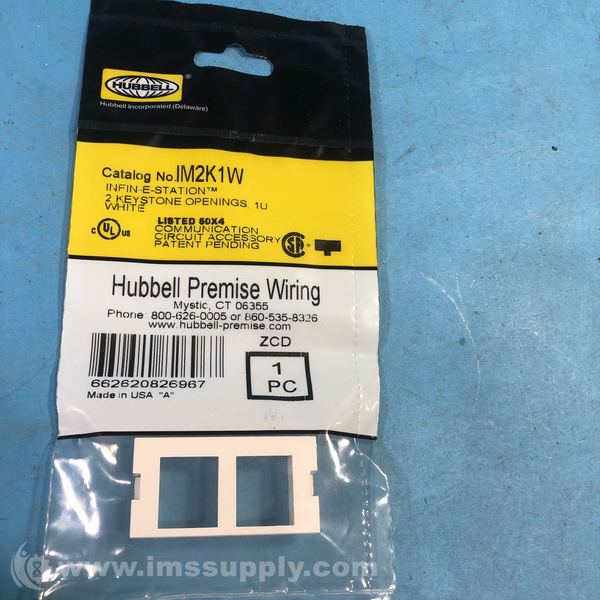 HUBBELL
®
Hubbell Incorporated (Delaware)
Catalog No. IM2K1W
INFIN-E-STATION™
2 KEYSTONE OPENINGS, 1U
WHITE
C UL US
LISTED 50X4
COMMUNICATION
CIRCUIT ACCESSORY
PATENT PENDING
Hubbell Premise Wiring
Mystic, CT 06355
Phone: 800-626-0005 or 860-535-8326
www.hubbell-premise.com
ZCD
1
PC
662620826967
Made in USA "A"
www.imssupply.com